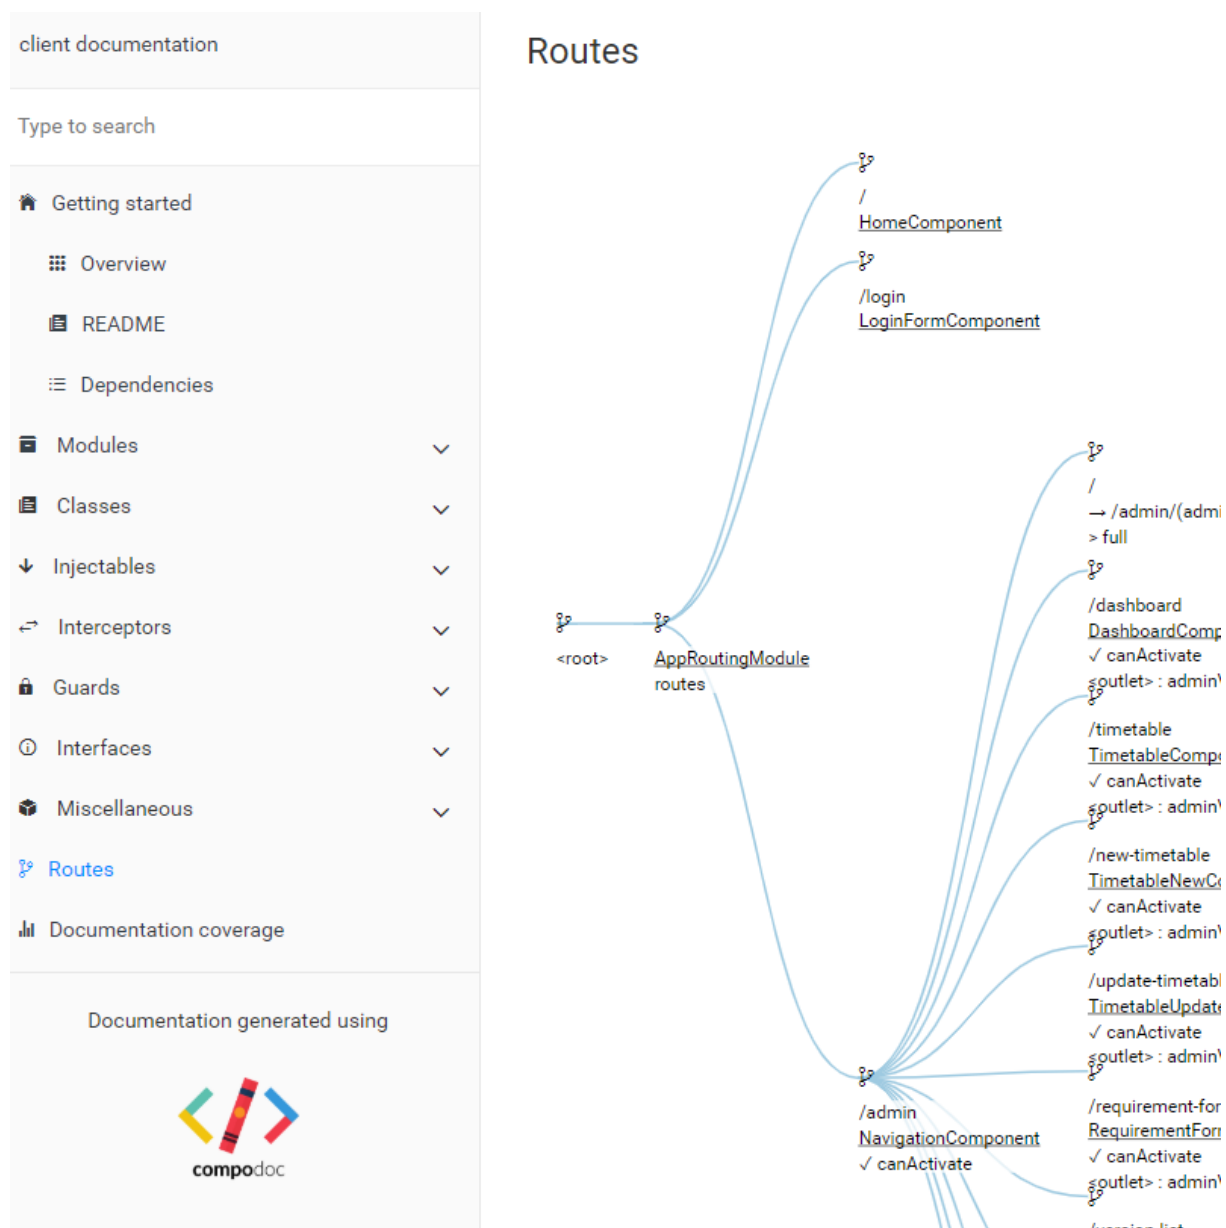 client documentation
Type to search
Getting started
Overview
README
Dependencies
Modules
Classes
Injectables
Interceptors
Guards
Interfaces
Miscellaneous
Routes
Documentation coverage
Documentation generated using
compodoc
Routes
/
HomeComponent
/login
LoginFormComponent
<root>
AppRoutingModule
routes
/admin
NavigationComponent
✓ canActivate
/
→ /admin/(admi
> full
/dashboard
DashboardComp
✓ canActivate
<outlet> : admin
/timetable
TimetableCompo
✓ canActivate
<outlet> : admin
/new-timetable
TimetableNewCo
✓ canActivate
<outlet> : admin
/update-timetabl
TimetableUpdate
✓ canActivate
<outlet> : admin
/requirement-for
RequirementForm
✓ canActivate
<outlet> : admin